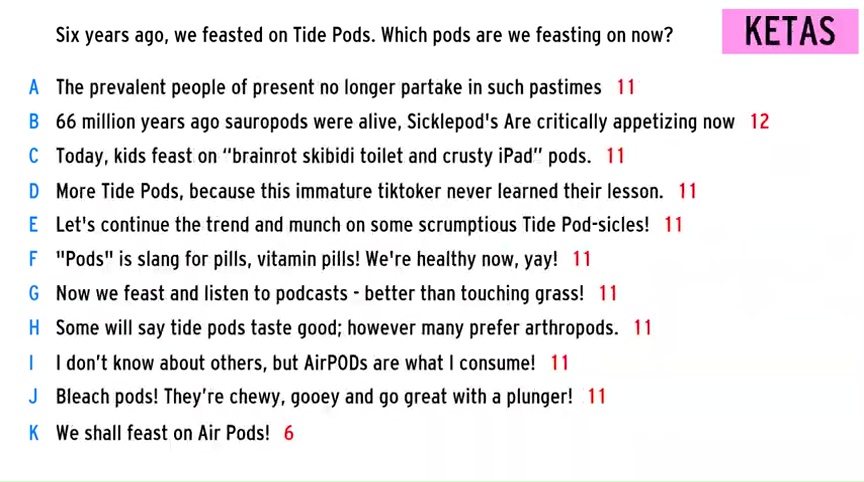 Six years ago, we feasted on Tide Pods. Which pods are we feasting on now?
KETAS
A The prevalent people of present no longer partake in such pastimes 11
B 66 million years ago sauropods were alive, Sicklepod's Are critically appetizing now 12
C Today, kids feast on “brainrot skibidi toilet and crusty iPad” pods. 11
D More Tide Pods, because this immature tiktoker never learned their lesson. 11
E Let's continue the trend and munch on some scrumptious Tide Pod-sicles! 11
F "Pods" is slang for pills, vitamin pills! We're healthy now, yay! 11
G Now we feast and listen to podcasts - better than touching grass! 11
H Some will say tide pods taste good; however many prefer arthropods. 11
I I don’t know about others, but AirPODs are what I consume! 11
J Bleach pods! They’re chewy, gooey and go great with a plunger! 11
K We shall feast on Air Pods! 6